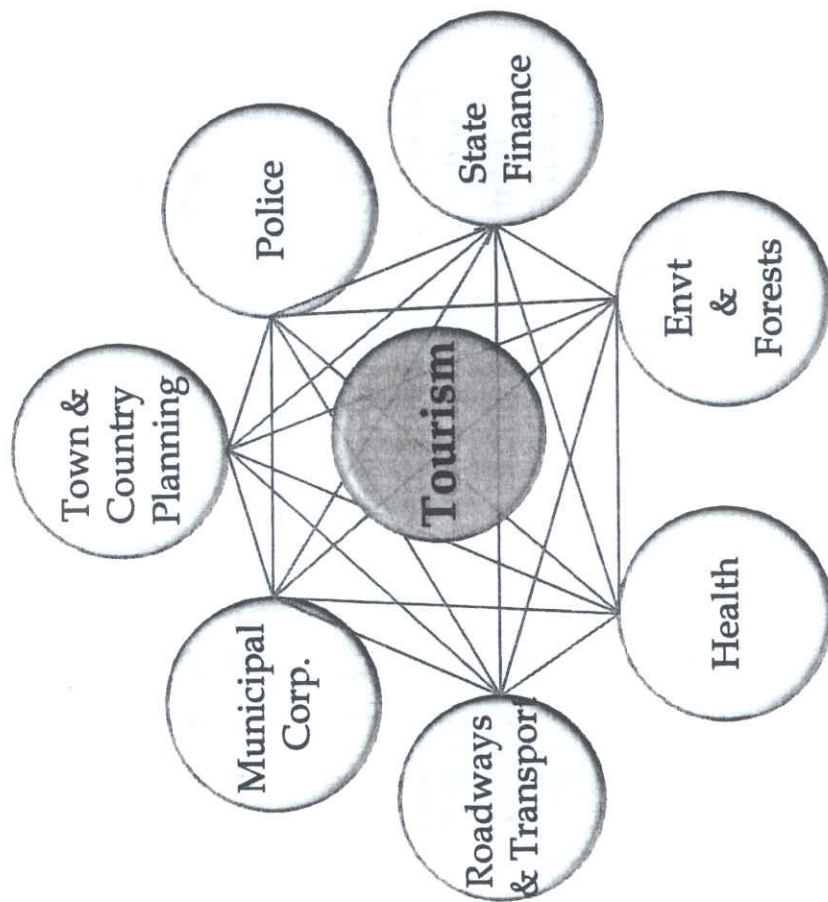 Town &
Country
Planning
Police
State
Finance
Envt
&
Forests
Health
Roadways
& Transport
Municipal
Corp.
Tourism